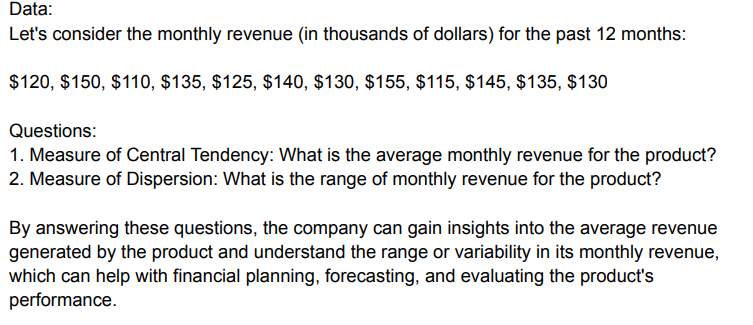 Data:
Let's consider the monthly revenue (in thousands of dollars) for the past 12 months:
$120, $150, $110, $135, $125, $140, $130, $155, $115, $145, $135, $130
Questions:
1. Measure of Central Tendency: What is the average monthly revenue for the product?
2. Measure of Dispersion: What is the range of monthly revenue for the product?
By answering these questions, the company can gain insights into the average revenue
generated by the product and understand the range or variability in its monthly revenue,
which can help with financial planning, forecasting, and evaluating the product's
performance.